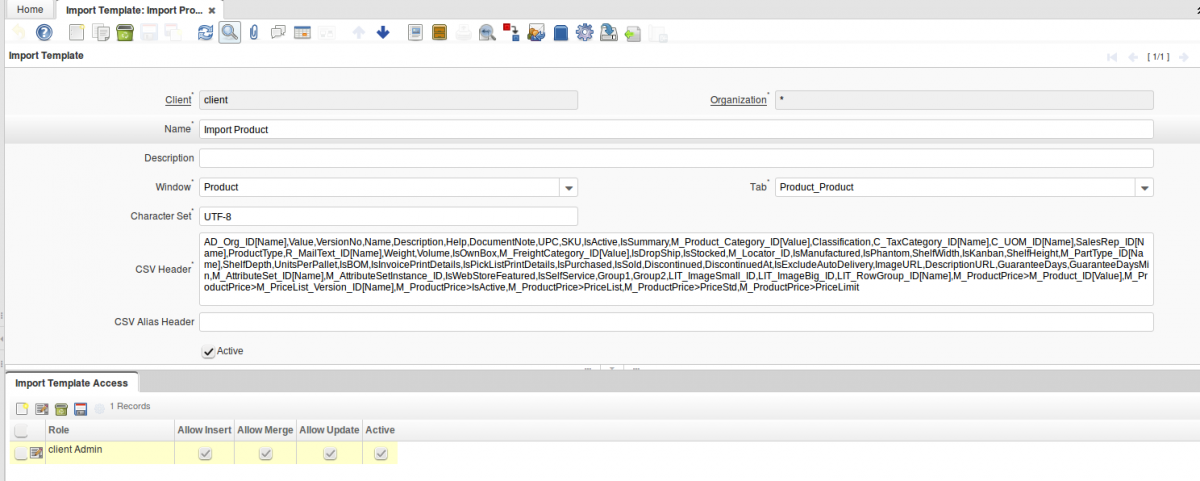 Home
Import Template: Import Pro...
Import Template
[ 1/1 ]
Client* client
Organization* *
Name* Import Product
Description
Window* Product
Tab* Product_Product
Character Set* UTF-8
CSV Header*
AD_Org_ID[Name],Value,VersionNo,Name,Description,Help,DocumentNote,UPC,SKU,IsActive,IsSummary,M_Product_Category_ID[Value],Classification,C_TaxCategory_ID[Name],C_UOM_ID[Name],SalesRep_ID[N
ame],ProductType,R_MailText_ID[Name],Weight,Volume,IsOwnBox,M_FreightCategory_ID[Value],IsDropShip,IsStocked,M_Locator_ID,IsManufactured,IsPhantom,ShelfWidth,IsKanban,ShelfHeight,M_PartType_ID[Na
me],ShelfDepth,UnitsPerPallet,IsBOM,IsInvoicePrintDetails,IsPickListPrintDetails,IsPurchased,IsSold,Discontinued,DiscontinuedAt,IsExcludeAutoDelivery,ImageURL,DescriptionURL,GuaranteeDays,GuaranteeDaysMi
n,M_AttributeSet_ID[Name],M_AttributeSetInstance_ID,IsWebStoreFeatured,IsSelfService,Group1,Group2,LIT_ImageSmall_ID,LIT_ImageBig_ID,LIT_RowGroup_ID[Name],M_ProductPrice>M_Product_ID[Value],M_Pr
oductPrice>M_PriceList_Version_ID[Name],M_ProductPrice>IsActive,M_ProductPrice>PriceList,M_ProductPrice>PriceStd,M_ProductPrice>PriceLimit
CSV Alias Header
Active
Import Template Access
1 Records
Role Allow Insert Allow Merge Allow Update Active
client Admin